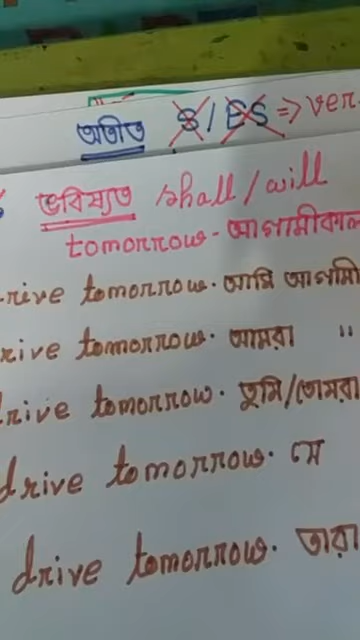 অতীত S/ES ⇒ ver
ভবিষ্যত shall/will
tomorrow - আগামীকাল
rive tomorrow. আমি আগামী
rive tomorrow. আমরা "
drive tomorrow. তুমি/তোমরা
drive tomorrow. সে
drive tomorrow. তারা